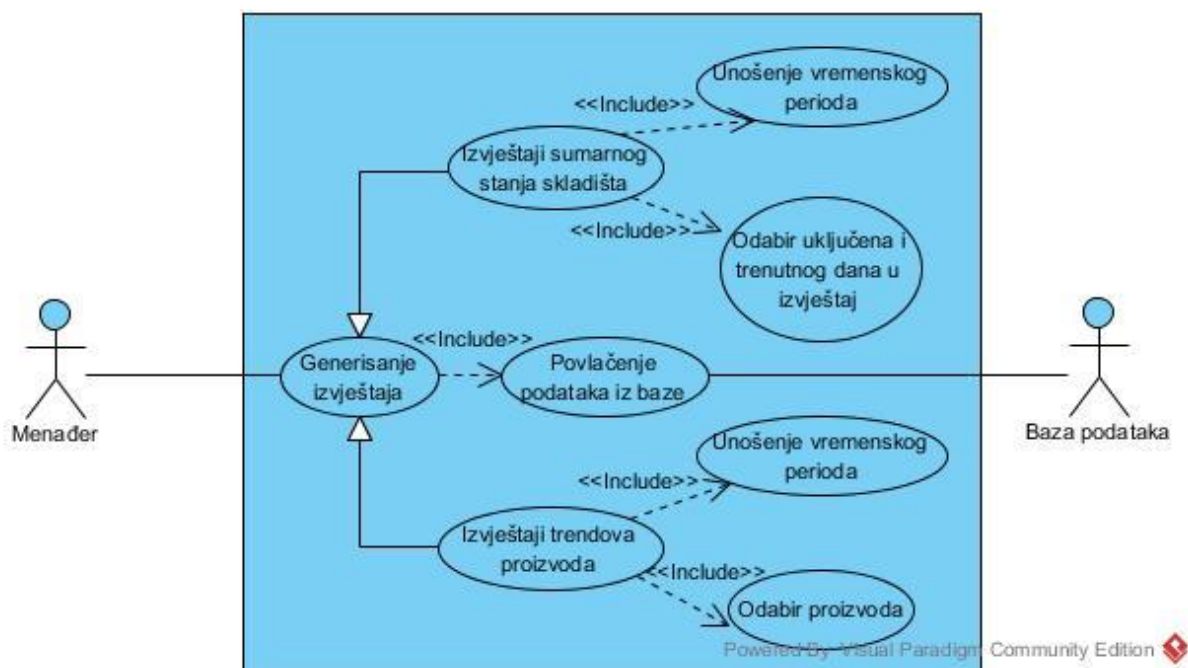 Unošenje vremenskog
perioda
<<Include>>
Izvještaji sumarnog
stanja skladišta
<<Include>>
Odabir uključena i
trenutnog dana u
izvještaj
<<Include>>
Generisanje
izvještaja
Povlačenje
podataka iz baze
Menađer
Baza podataka
Unošenje vremenskog
perioda
<<Include>>
Izvještaji trendova
proizvoda
<<Include>>
Odabir proizvoda
Powered By Visual Paradigm Community Edition